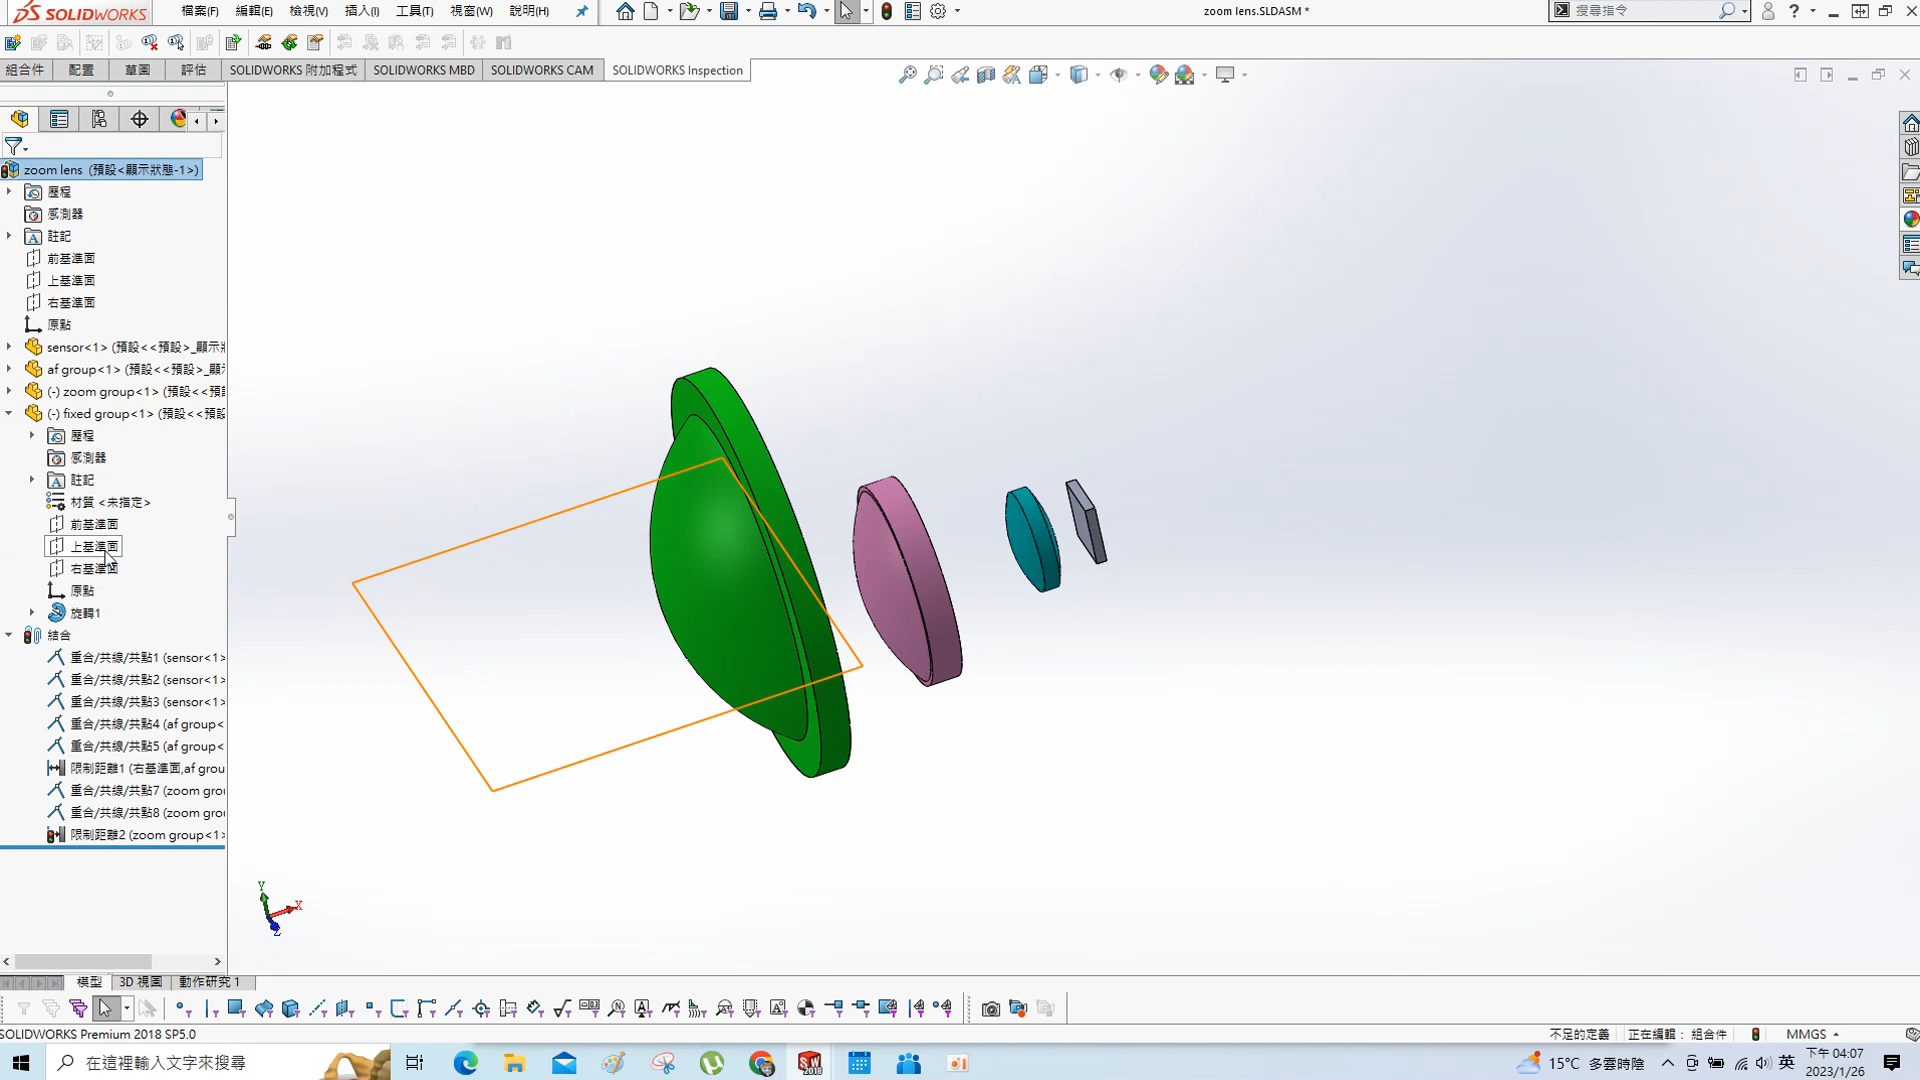 SOLIDWORKS 檔案(F) 編輯(E) 檢視(V) 插入(I) 工具(T) 視窗(W) 說明(H) zoom lens.SLDASM * 搜尋指令
組合件 配置 草圖 評估 SOLIDWORKS 附加程式 SOLIDWORKS MBD SOLIDWORKS CAM SOLIDWORKS Inspection
zoom lens (預設<顯示狀態-1>)
歷程
感測器
註記
前基準面
上基準面
右基準面
原點
sensor<1> (預設<<預設>_顯示狀
af group<1> (預設<<預設>_顯
(-) zoom group<1> (預設<<預
(-) fixed group<1> (預設<<預設
歷程
感測器
註記
材質 <未指定>
前基準面
上基準面
右基準面
原點
旋轉1
結合
重合/共線/共點1 (sensor<1>
重合/共線/共點2 (sensor<1>
重合/共線/共點3 (sensor<1>
重合/共線/共點4 (af group<
重合/共線/共點5 (af group<
限制距離1 (右基準面,af grou
重合/共線/共點7 (zoom gro
重合/共線/共點8 (zoom gro
限制距離2 (zoom group<1>
Y
X
Z
模型 3D 視圖 動作研究 1
SOLIDWORKS Premium 2018 SP5.0 不足的定義 正在編輯： 組合件 MMGS
在這裡輸入文字來搜尋 15°C 多雲時陰 英 下午 04:07
2023/1/26